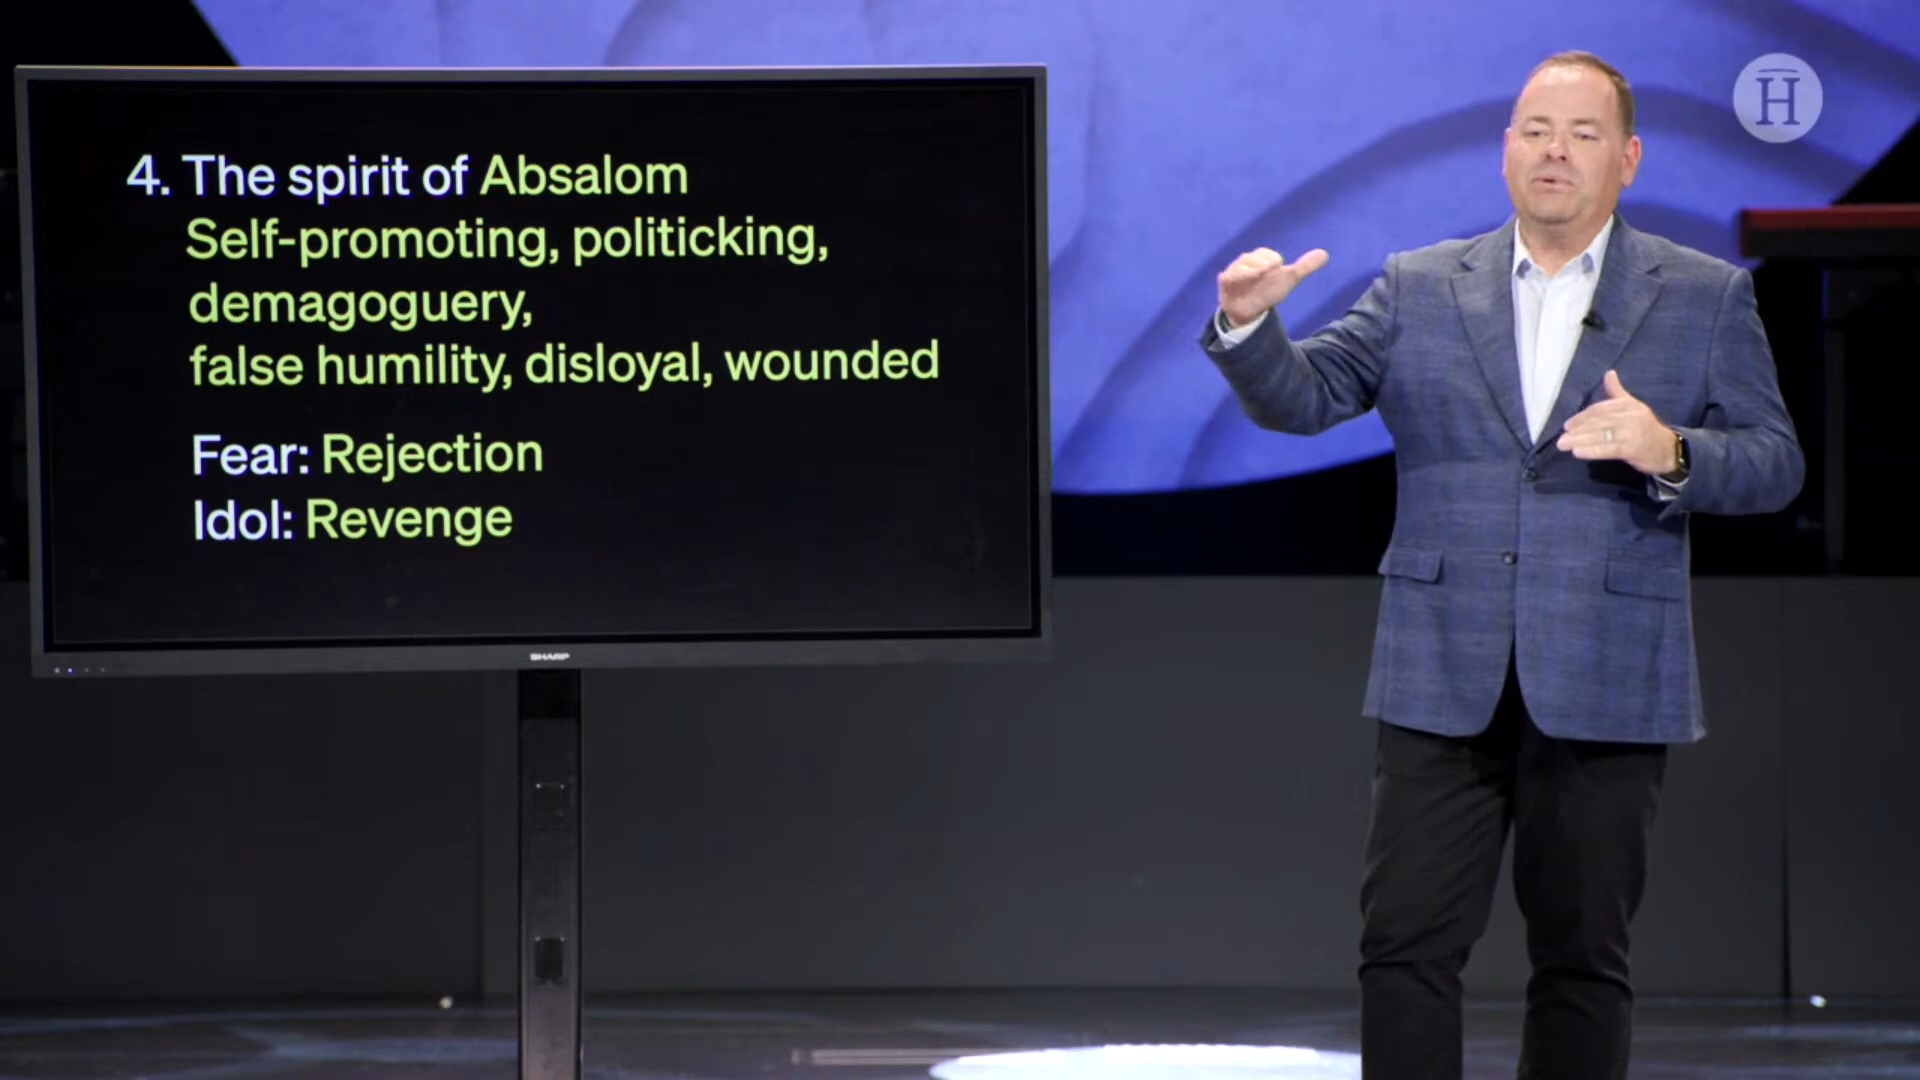 4. The spirit of Absalom
Self-promoting, politicking,
demagoguery,
false humility, disloyal, wounded
Fear: Rejection
Idol: Revenge
SHARP
H